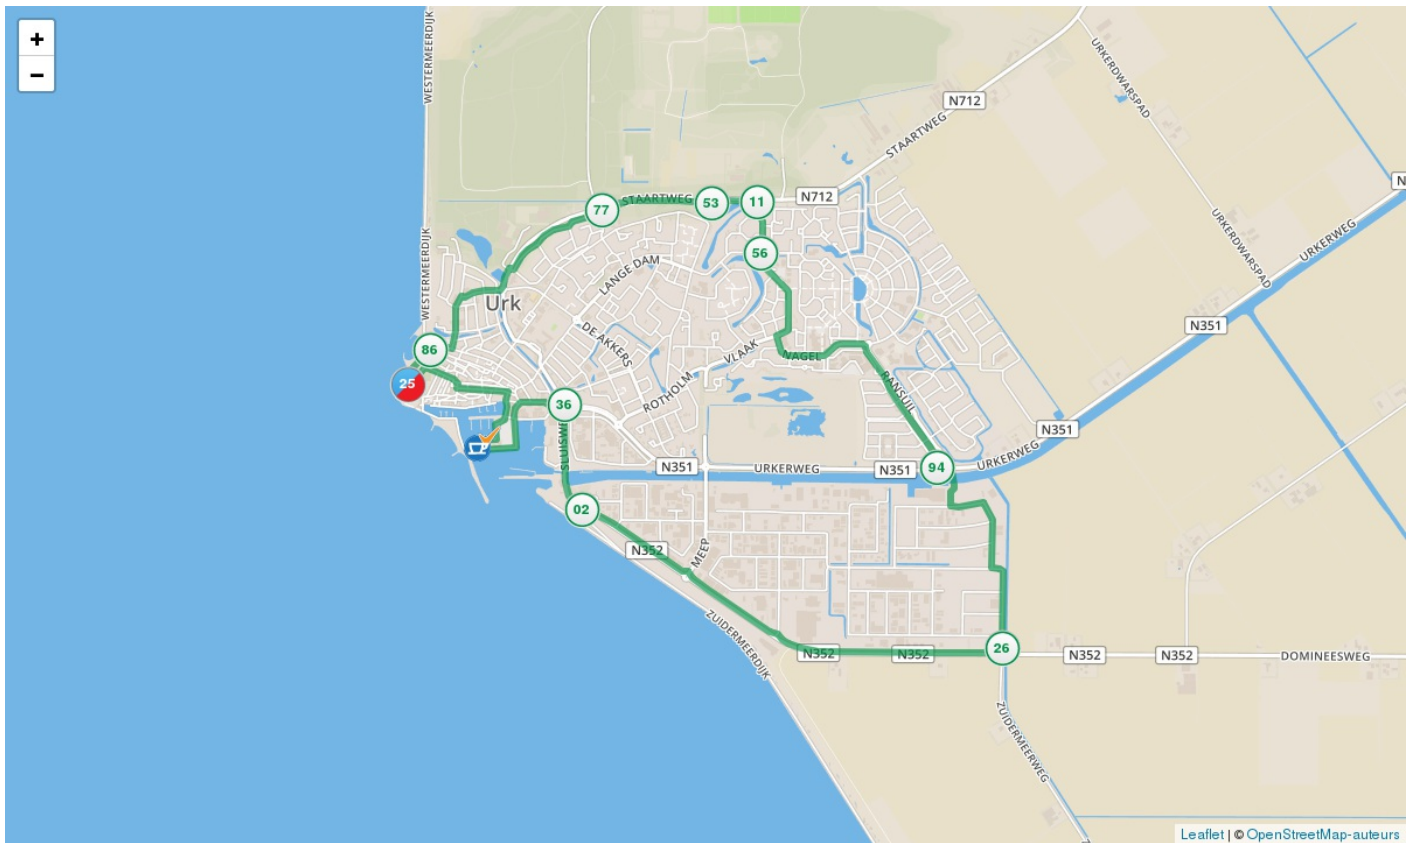 +
−
WESTERMEERDIJK
URKERDWARSPAD
N712
STAARTWEG
N
N712
STAARTWEG
77
53
11
56
URKERDWARSPAD
URKERWEG
WESTERMEERDIJK
LANGE DAM
Urk
N351
DE AKKERS
86
VLAAK
NAGEL
25
ROTHOLM
RANSUIL
36
SLUISWE
N351
URKERWEG
N351
URKERWEG
N351
94
02
N352
MEEP
ZUIDERMEERDIJK
N352
N352
26
N352
N352
DOMINEESWEG
ZUIDERMEERWEG
Leaflet | © OpenStreetMap-auteurs